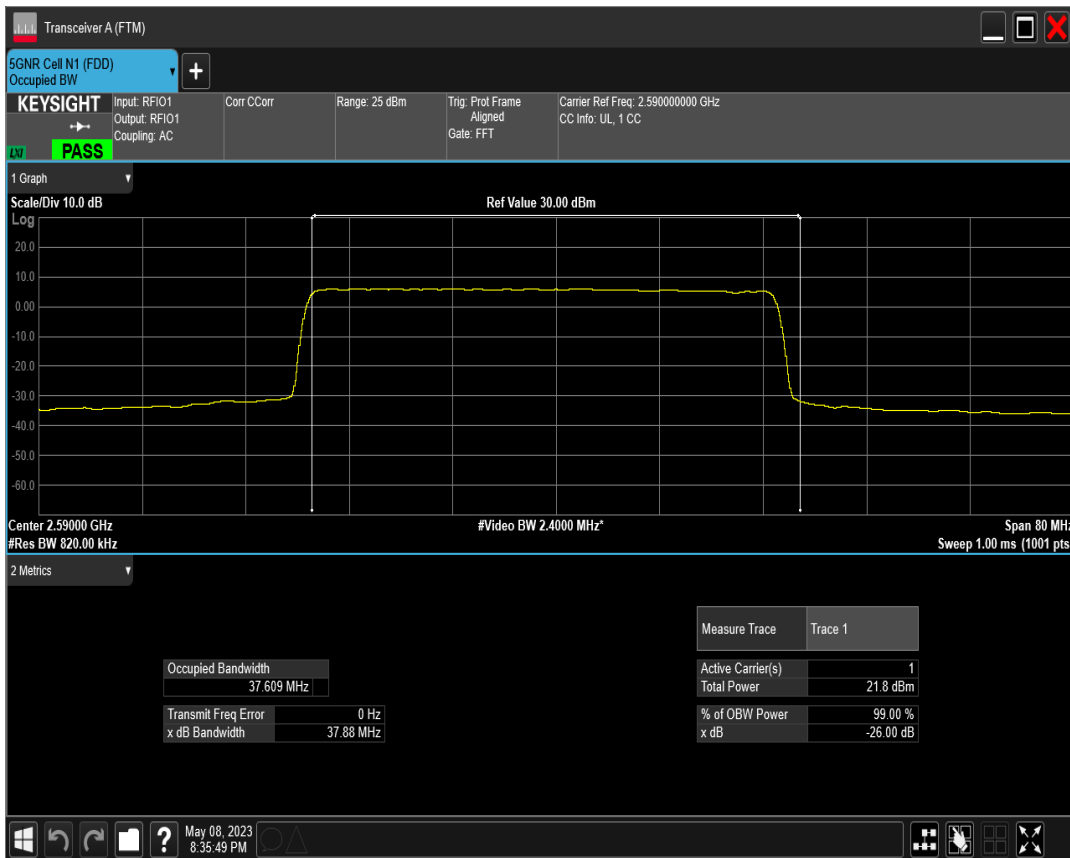 Transceiver A (FTM)
5GNR Cell N1 (FDD)
Occupied BW
+
KEYSIGHT
LXI
PASS
Input: RFIO1
Output: RFIO1
Coupling: AC
Corr CCorr
Range: 25 dBm
Trig: Prot Frame
Aligned
Gate: FFT
Carrier Ref Freq: 2.590000000 GHz
CC Info: UL, 1 CC
1 Graph
Scale/Div 10.0 dB
Ref Value 30.00 dBm
Log
20.0
10.0
0.00
-10.0
-20.0
-30.0
-40.0
-50.0
-60.0
Center 2.59000 GHz
#Video BW 2.4000 MHz*
Span 80 MHz
#Res BW 820.00 kHz
Sweep 1.00 ms (1001 pts
2 Metrics
Measure Trace Trace 1
Occupied Bandwidth
37.609 MHz
Active Carrier(s) 1
Total Power 21.8 dBm
Transmit Freq Error 0 Hz
x dB Bandwidth 37.88 MHz
% of OBW Power 99.00 %
x dB -26.00 dB
?
May 08, 2023
8:35:49 PM